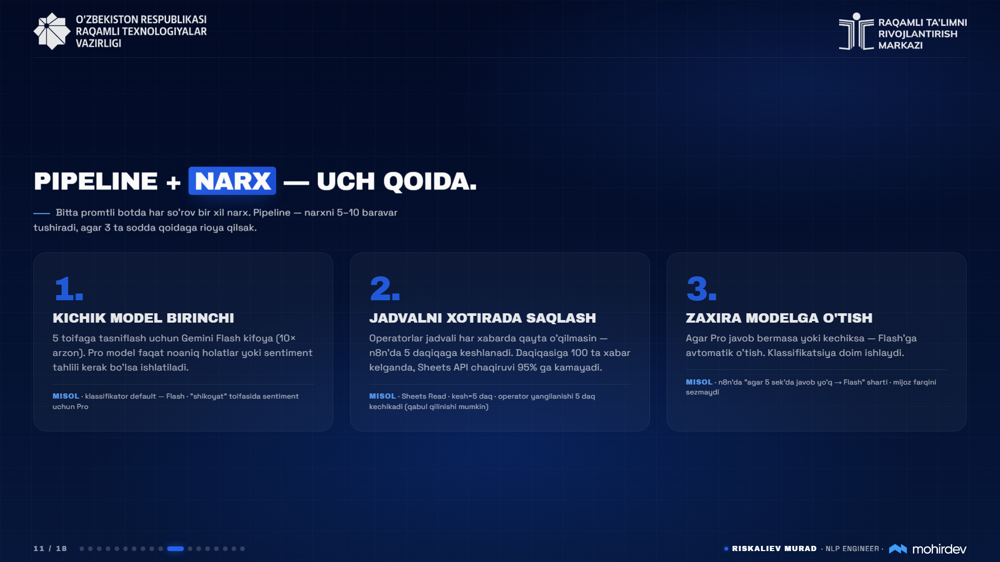 O'ZBEKISTON RESPUBLIKASI
RAQAMLI TEXNOLOGIYALAR
VAZIRLIGI
RAQAMLI TA’LIMNI
RIVOJLANTIRISH
MARKAZI
PIPELINE + NARX — UCH QOIDA.
Bitta promtli botda har so’rov bir xil narx. Pipeline — narxni 5–10 baravar
tushiradi, agar 3 ta sodda qoidaga rioya qilsak.
1.
KICHIK MODEL BIRINCHI
5 toifaga tasniflash uchun Gemini Flash kifoya (10×
arzon). Pro model faqat noaniq holatlar yoki sentiment
tahlili kerak bo’lsa ishlatiladi.
MISOL · klassifikator default — Flash · ”shikoyat” toifasida sentiment
uchun Pro
2.
JADVALNI XOTIRADA SAQLASH
Operatorlar jadvali har xabarda qayta o’qilmasin —
n8n’da 5 daqiqaga keshlanadi. Daqiqasiga 100 ta xabar
kelganda, Sheets API chaqiruvi 95% ga kamayadi.
MISOL · Sheets Read · kesh=5 daq · operator yangilanishi 5 daq
kechikadi (qabul qilinishi mumkin)
3.
ZAXIRA MODELGA O'TISH
Agar Pro javob bermasa yoki kechiksa — Flash’ga
avtomatik o’tish. Klassifikatsiya doim ishlaydi.
MISOL · n8n’da ”agar 5 sek’da javob yo’q → Flash” sharti · mijoz farqini
sezmaydi
11 / 18
RISKALIEV MURAD · NLP ENGINEER ·
mohirdev